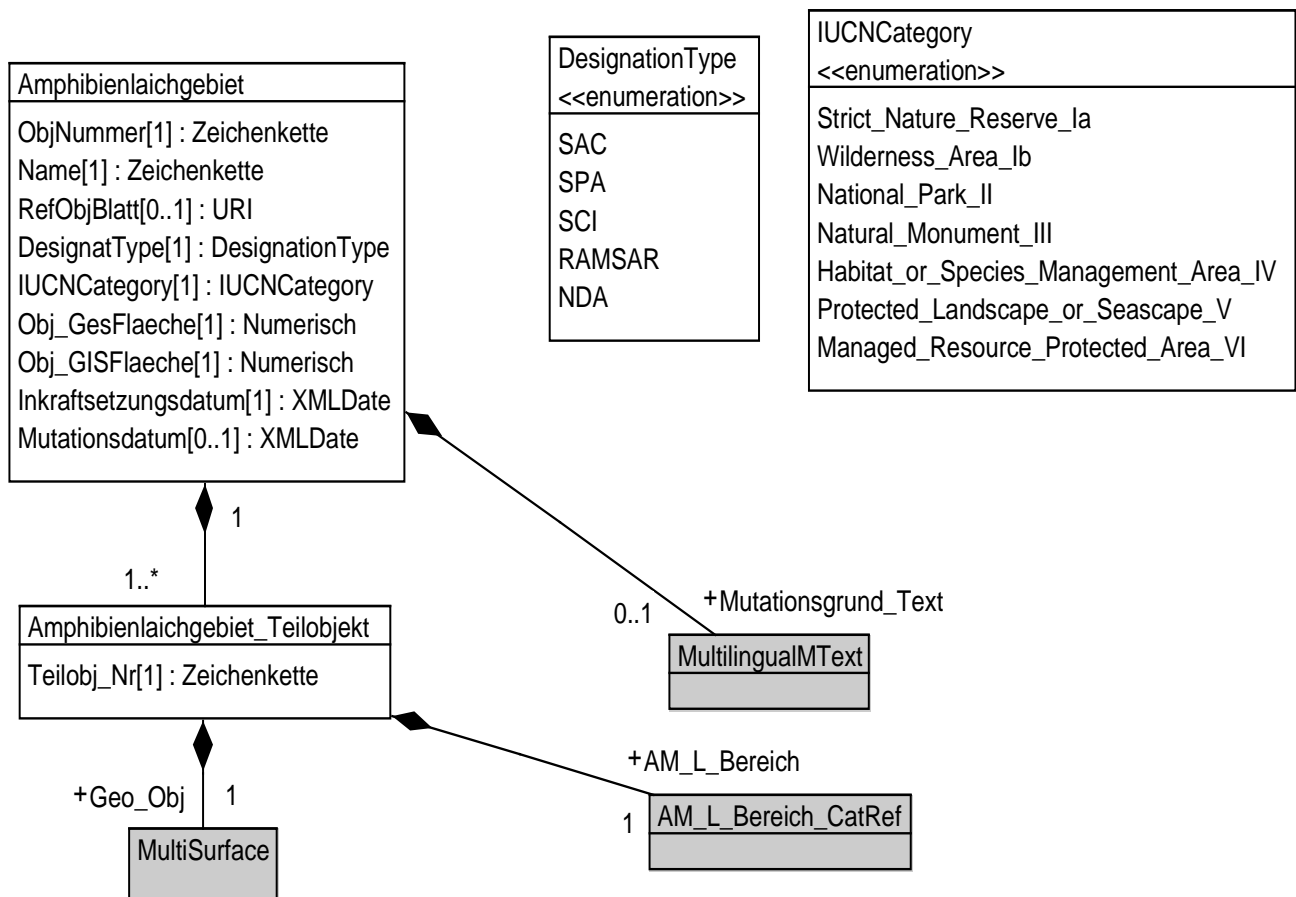 Amphibienlaichgebiet
ObjNummer[1] : Zeichenkette
Name[1] : Zeichenkette
RefObjBlatt[0..1] : URI
DesignatType[1] : DesignationType
IUCNCategory[1] : IUCNCategory
Obj_GesFlaeche[1] : Numerisch
Obj_GISFlaeche[1] : Numerisch
Inkraftsetzungsdatum[1] : XMLDate
Mutationsdatum[0..1] : XMLDate
DesignationType
<<enumeration>>
SAC
SPA
SCI
RAMSAR
NDA
IUCNCategory
<<enumeration>>
Strict_Nature_Reserve_Ia
Wilderness_Area_Ib
National_Park_II
Natural_Monument_III
Habitat_or_Species_Management_Area_IV
Protected_Landscape_or_Seascape_V
Managed_Resource_Protected_Area_VI
1
1..*
Amphibienlaichgebiet_Teilobjekt
Teilobj_Nr[1] : Zeichenkette
0..1
+Mutationsgrund_Text
MultilingualMText
+Geo_Obj
1
MultiSurface
+AM_L_Bereich
1
AM_L_Bereich_CatRef